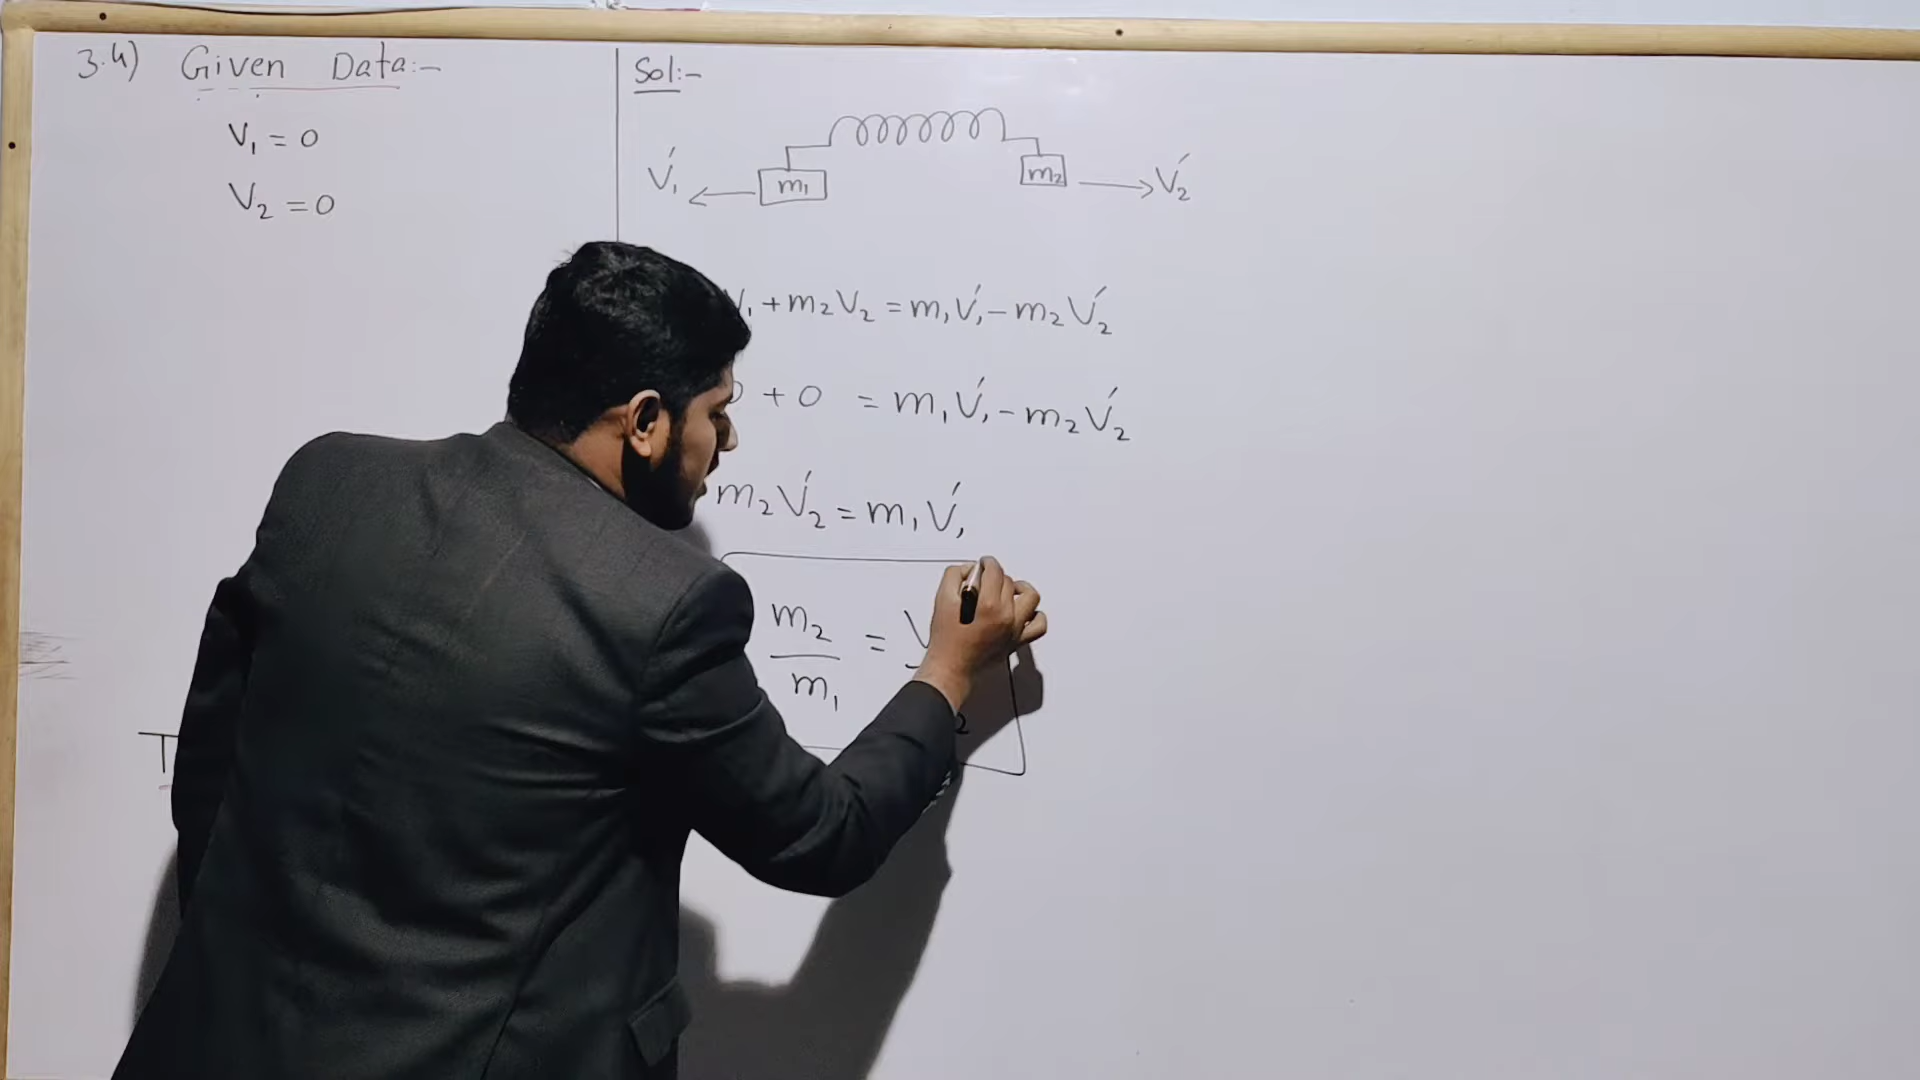 3.4) Given Data:-
V₁ = 0
V₂ = 0
Sol:-
V₁′ m₁ m₂ V₂′
V₁ + m₂V₂ = m₁V₁′ - m₂V₂′
+ 0 = m₁V₁′ - m₂V₂′
m₂V₂′ = m₁V₁′
m₂/m₁ =